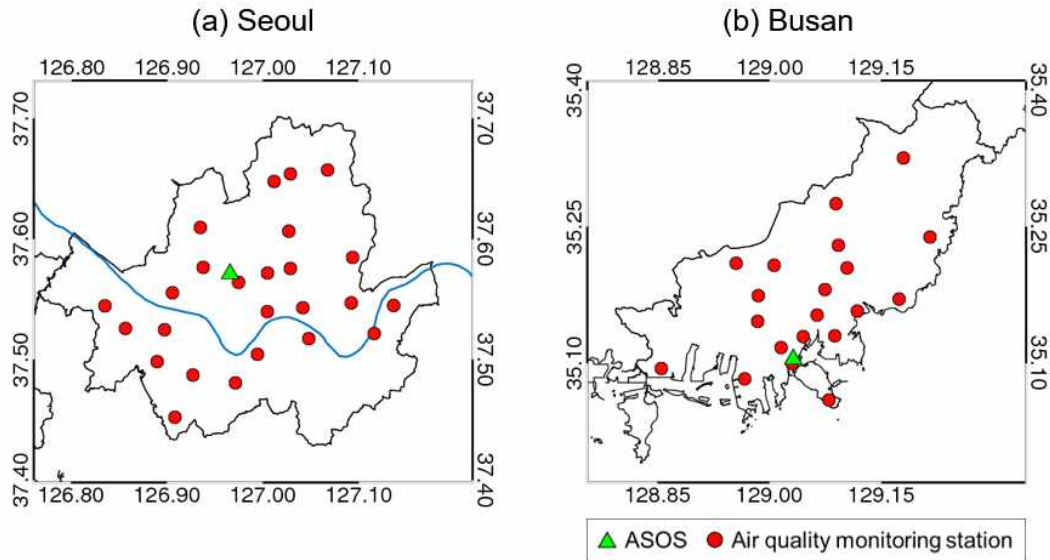 (a) Seoul
(b) Busan
126.80 126.90 127.00 127.10
37.70 37.60 37.50 37.40
37.70 37.60 37.50 37.40
126.80 126.90 127.00 127.10
128.85 129.00 129.15
35.40 35.25 35.10
35.40 35.25 35.10
128.85 129.00 129.15
ASOS Air quality monitoring station